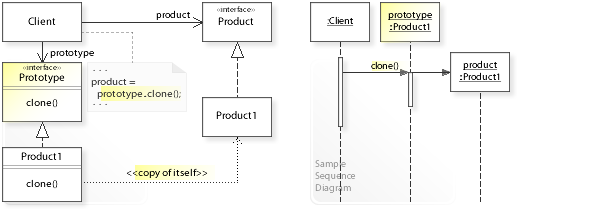 Client
product
«interface»
Product
prototype
«interface»
Prototype
clone()
- - -
product =
prototype.clone();
- - -
Product1
Product1
clone()
<<copy of itself>>
:Client
prototype
:Product1
clone()
product
:Product1
Sample
Sequence
Diagram